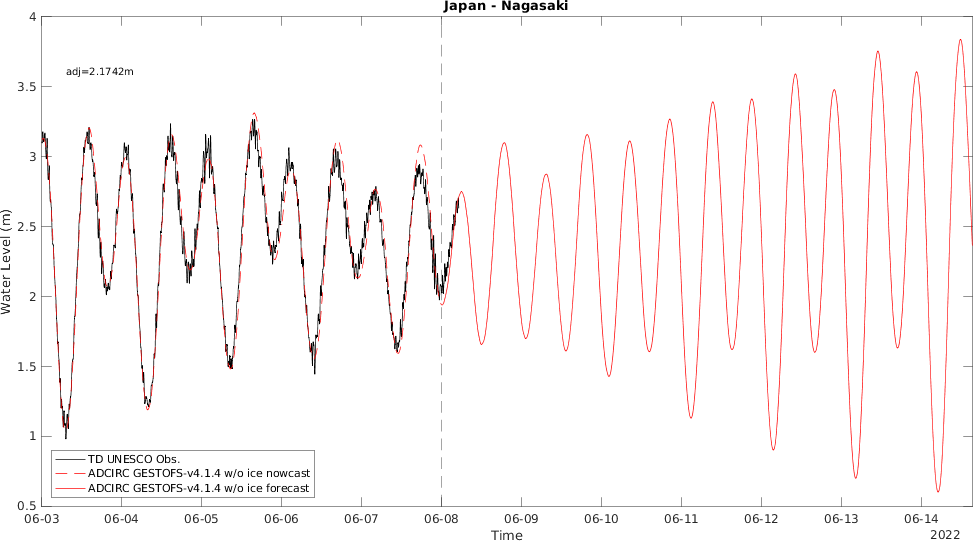 Japan - Nagasaki
4
adj=2.1742m
3.5
3
2.5
2
1.5
1
0.5
Water Level (m)
TD UNESCO Obs.
ADCIRC GESTOFS-v4.1.4 w/o ice nowcast
ADCIRC GESTOFS-v4.1.4 w/o ice forecast
06-03 06-04 06-05 06-06 06-07 06-08 06-09 06-10 06-11 06-12 06-13 06-14
Time
2022